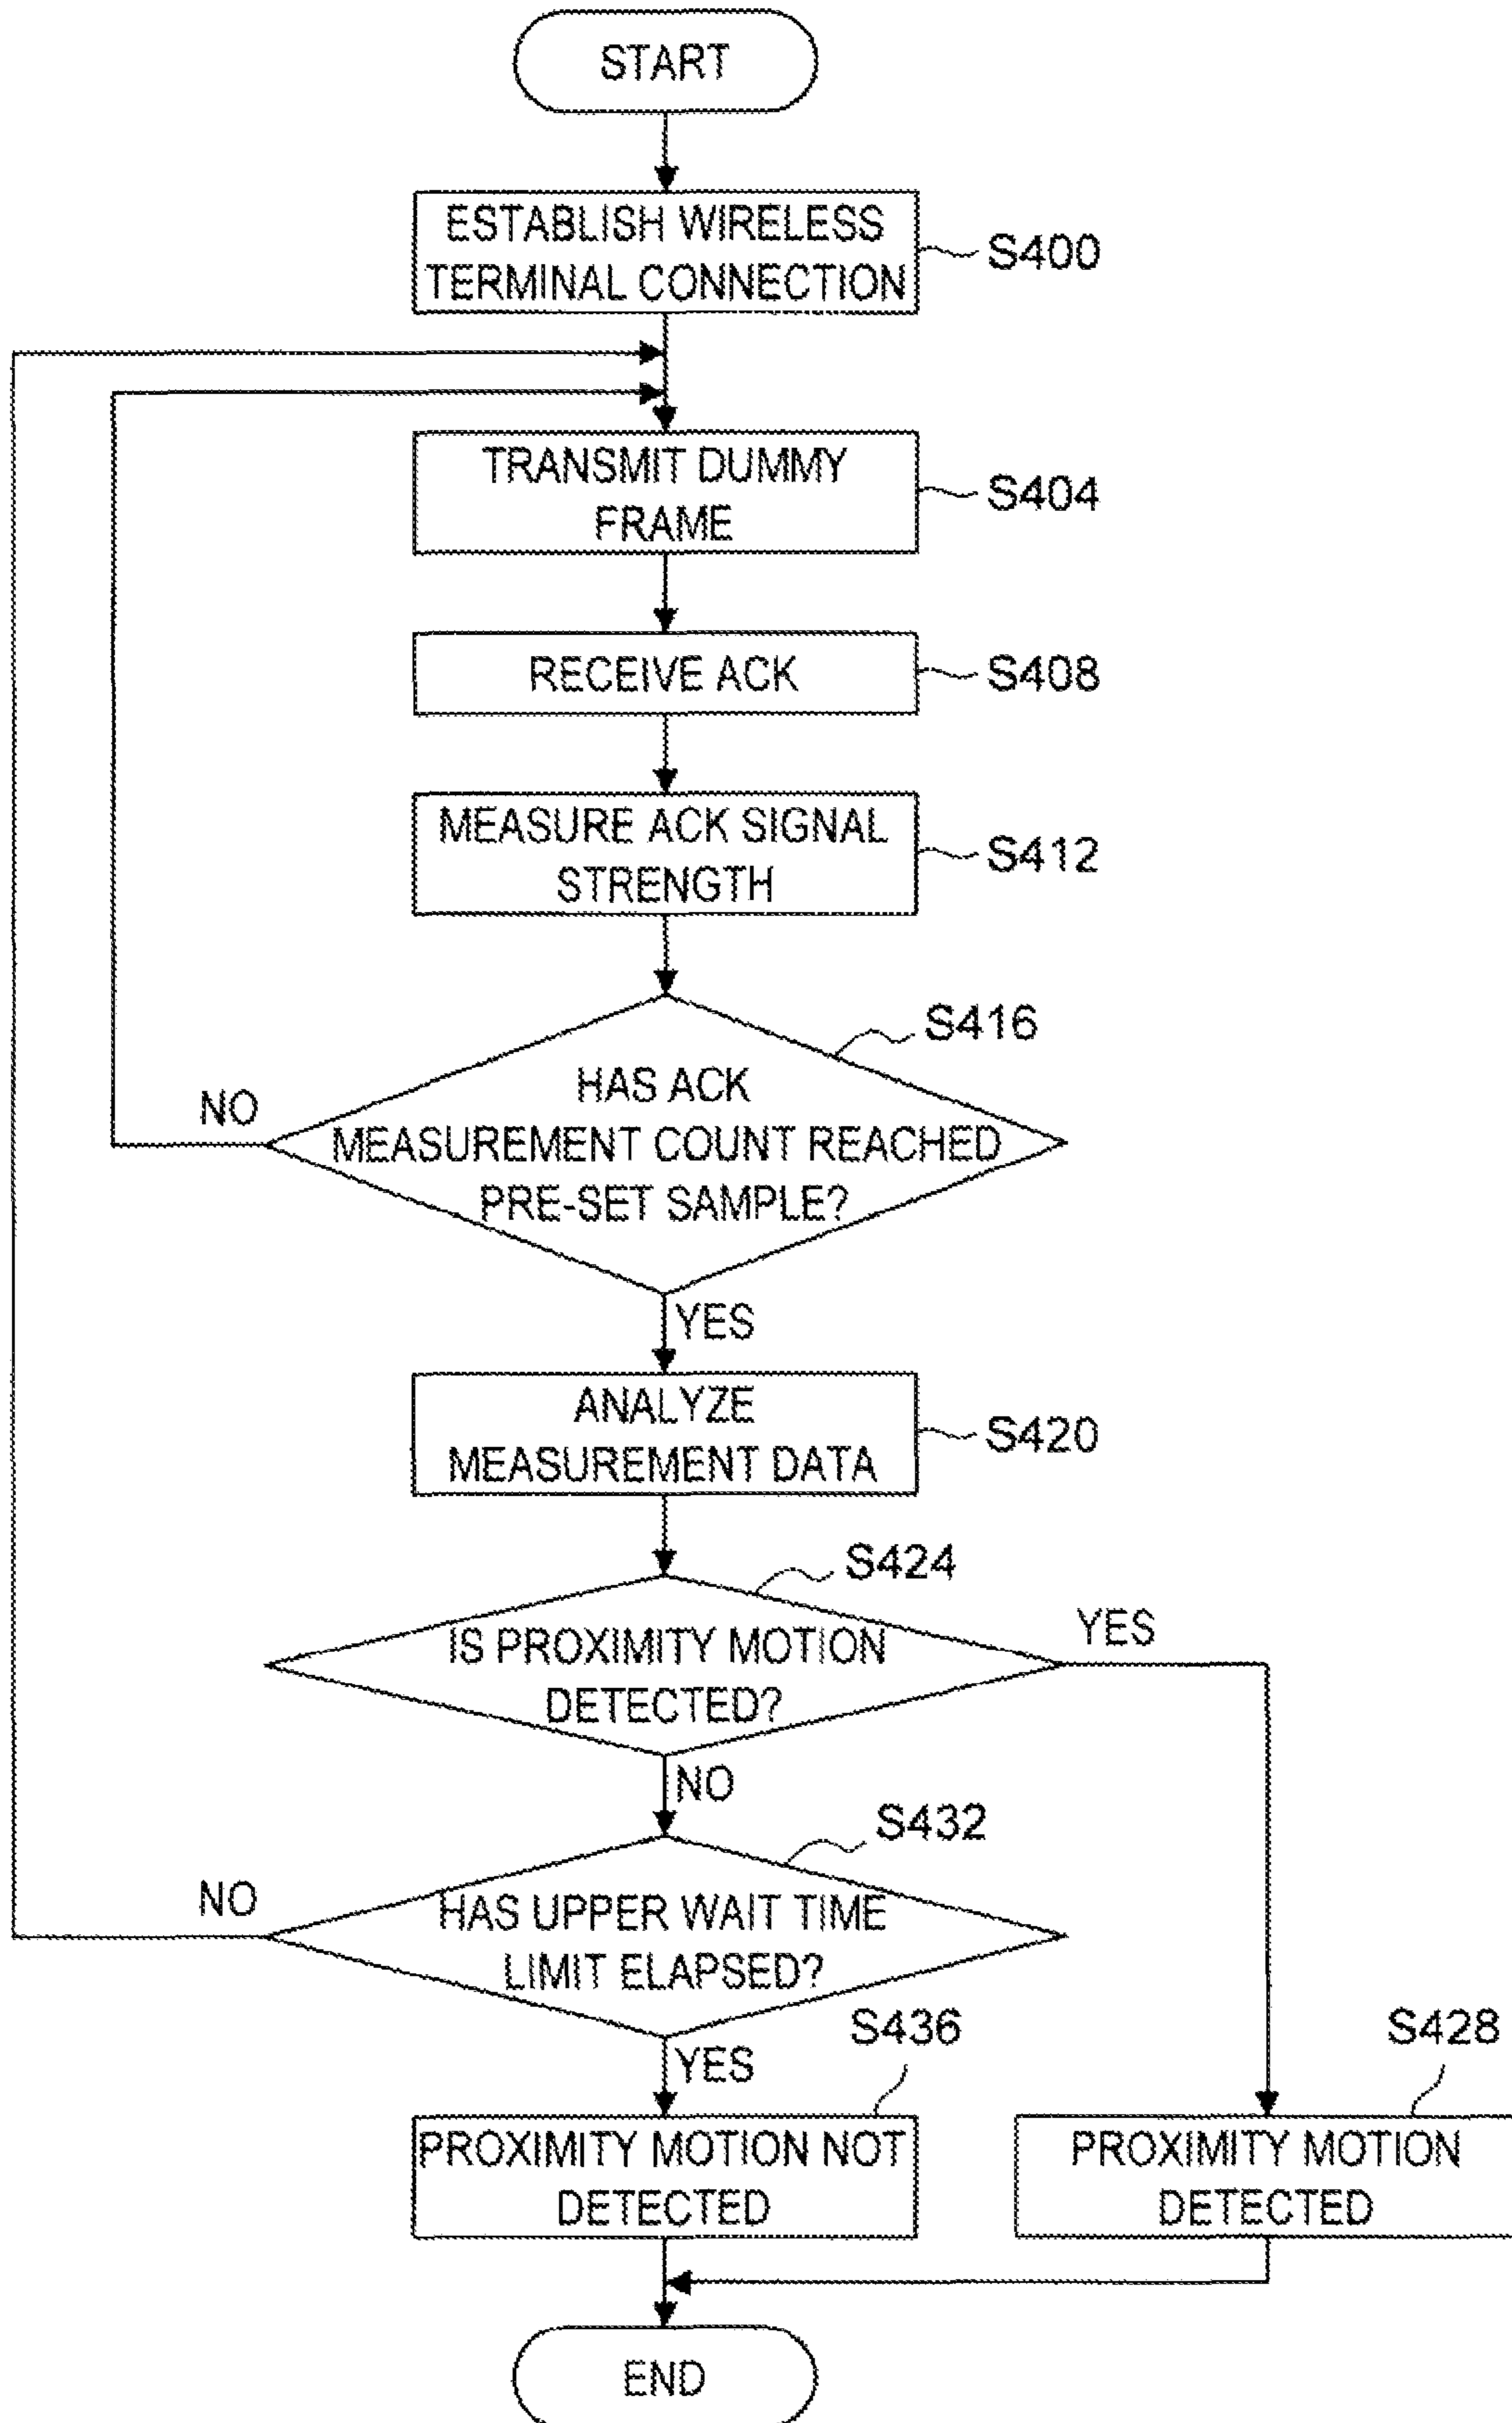 START
ESTABLISH WIRELESS
TERMINAL CONNECTION
S400
TRANSMIT DUMMY
FRAME
S404
RECEIVE ACK
S408
MEASURE ACK SIGNAL
STRENGTH
S412
S416
HAS ACK
MEASUREMENT COUNT REACHED
PRE-SET SAMPLE?
NO
YES
ANALYZE
MEASUREMENT DATA
S420
S424
IS PROXIMITY MOTION
DETECTED?
YES
NO
S432
HAS UPPER WAIT TIME
LIMIT ELAPSED?
NO
YES
S436
PROXIMITY MOTION NOT
DETECTED
S428
PROXIMITY MOTION
DETECTED
END